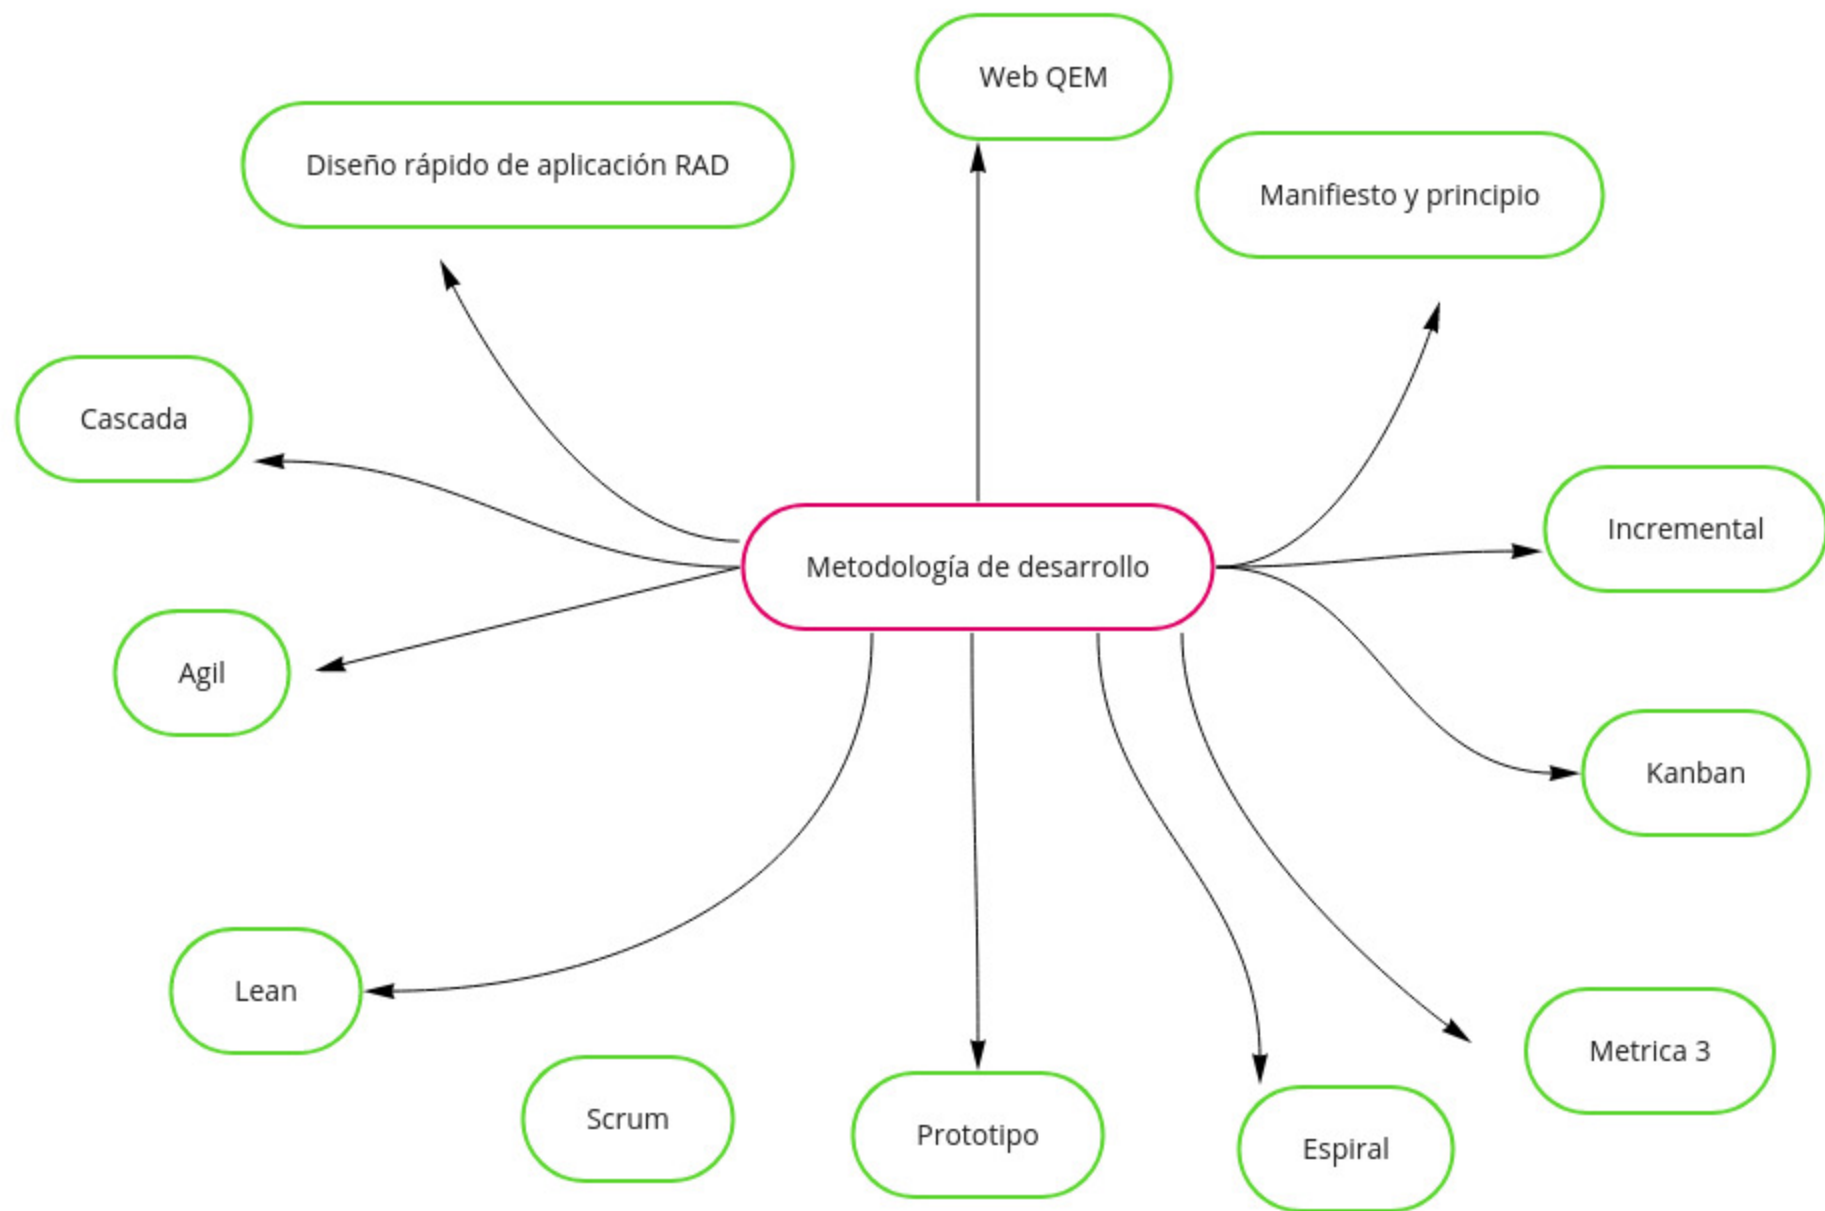 Web QEM
Diseño rápido de aplicación RAD
Manifiesto y principio
Cascada
Incremental
Metodología de desarrollo
Agil
Kanban
Lean
Metrica 3
Scrum
Prototipo
Espiral